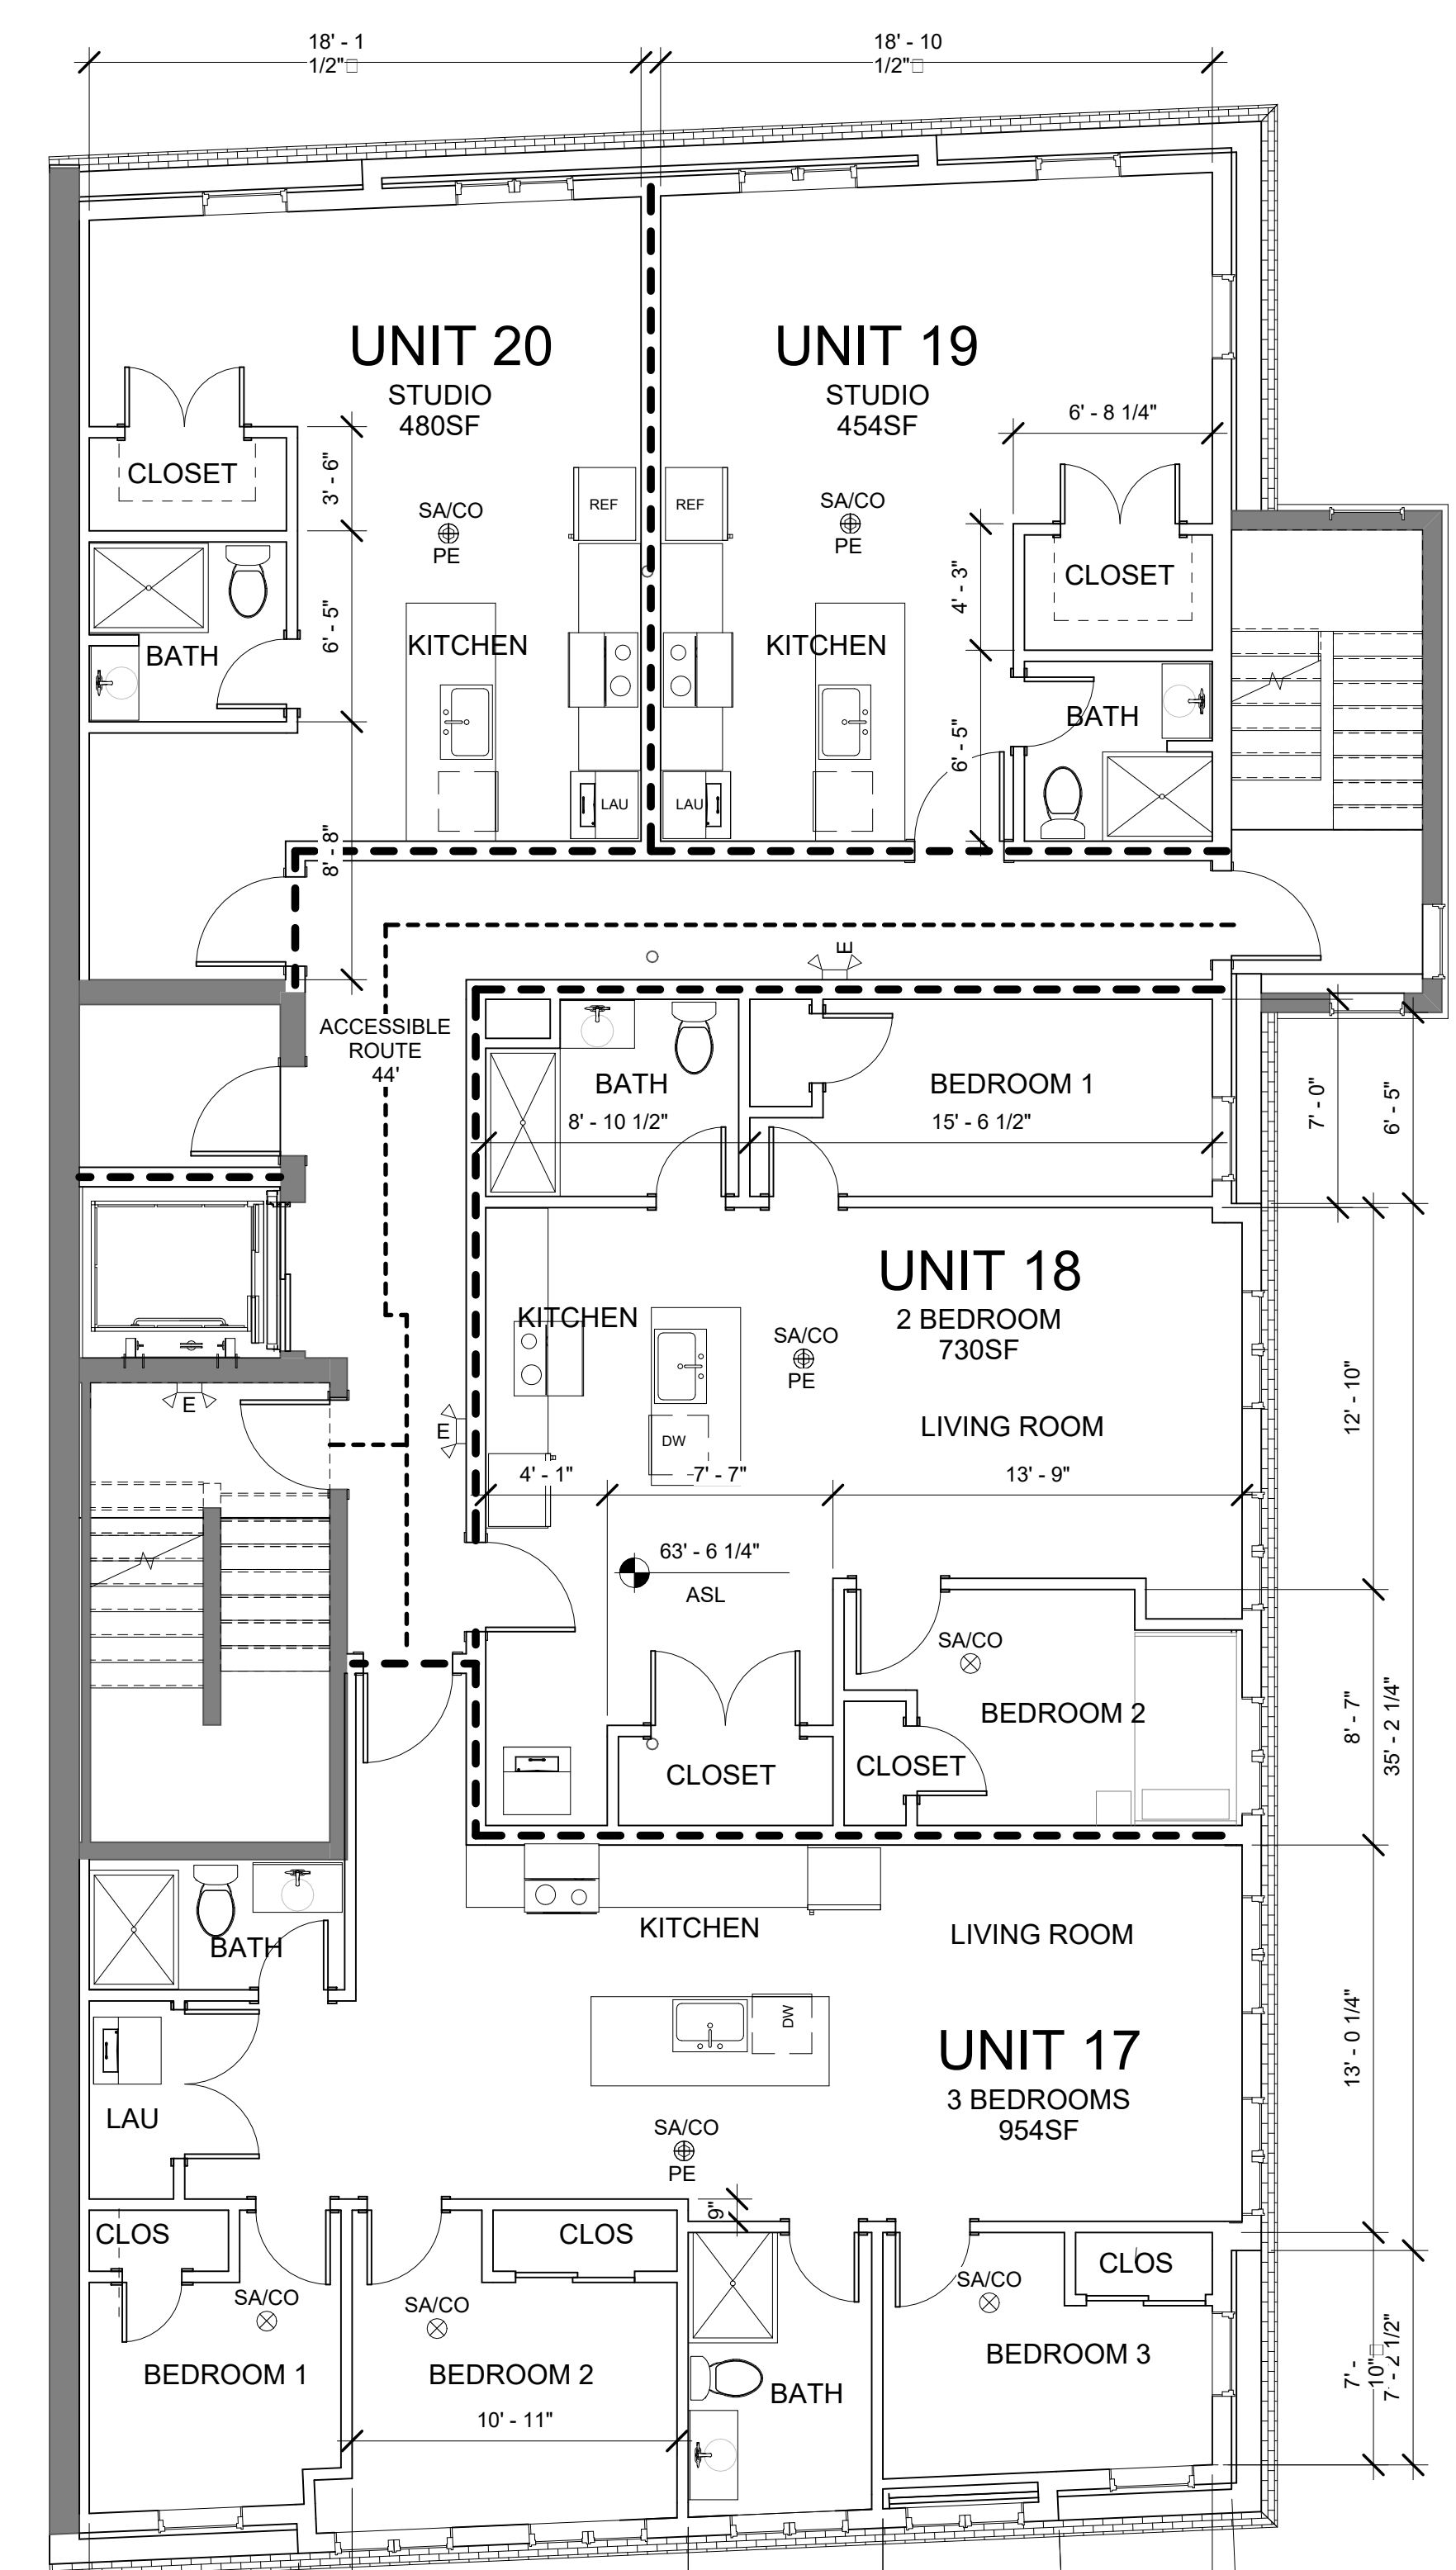 18' - 1
1/2"
18' - 10
1/2"
UNIT 20
STUDIO
480SF
UNIT 19
STUDIO
454SF
6' - 8 1/4"
CLOSET
3' - 6"
SA/CO
PE
REF
REF
SA/CO
PE
4' - 3"
CLOSET
6' - 5"
BATH
KITCHEN
KITCHEN
BATH
6' - 5"
LAU
LAU
8' - 8"
E
ACCESSIBLE
ROUTE
44'
BATH
8' - 10 1/2"
BEDROOM 1
15' - 6 1/2"
7' - 0"
6' - 5"
UNIT 18
2 BEDROOM
730SF
KITCHEN
SA/CO
PE
E
E
DW
LIVING ROOM
12' - 10"
4' - 1"
7' - 7"
13' - 9"
63' - 6 1/4"
ASL
SA/CO
BEDROOM 2
8' - 7"
35' - 2 1/4"
CLOSET
CLOSET
KITCHEN
LIVING ROOM
BATH
DW
UNIT 17
3 BEDROOMS
954SF
13' - 0 1/4"
LAU
SA/CO
PE
9"
CLOS
CLOS
CLOS
SA/CO
SA/CO
SA/CO
BEDROOM 1
BEDROOM 2
BEDROOM 3
BATH
10' - 11"
7' -
10"
7' - 2 1/2"